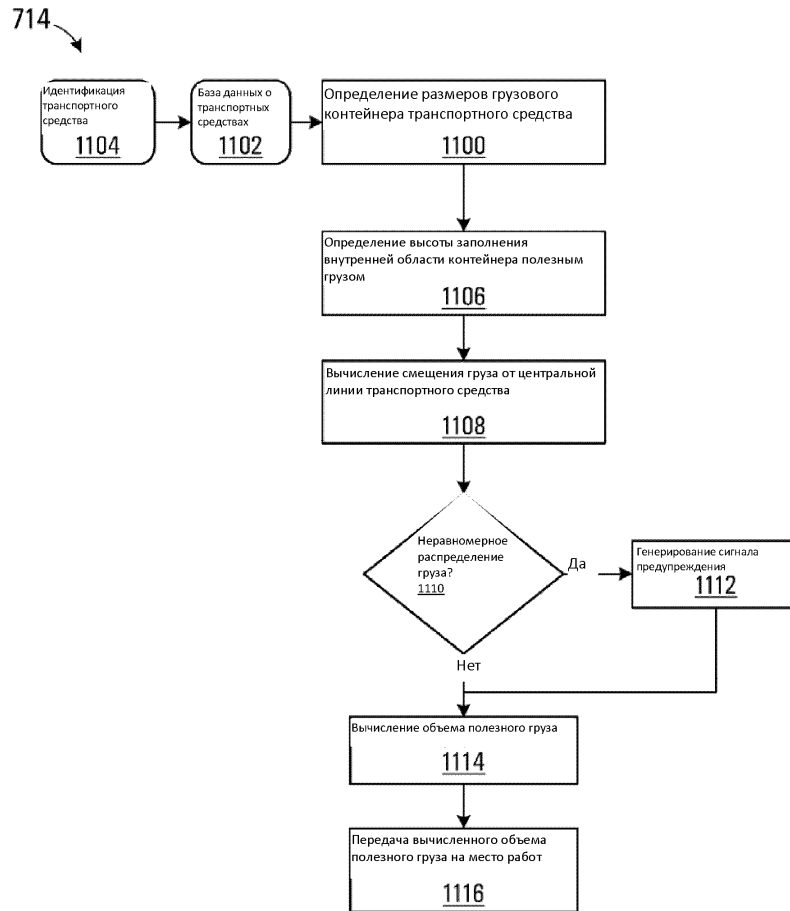 714
Идентификация
транспортного
средства
1104
База данных о
транспортных
средствах
1102
Определение размеров грузового
контейнера транспортного средства
1100
Определение высоты заполнения
внутренней области контейнера полезным
грузом
1106
Вычисление смещения груза от центральной
линии транспортного средства
1108
Неравномерное
распределение
груза?
1110
Да
Генерирование сигнала
предупреждения
1112
Нет
Вычисление объема полезного груза
1114
Передача вычисленного объема
полезного груза на место работ
1116